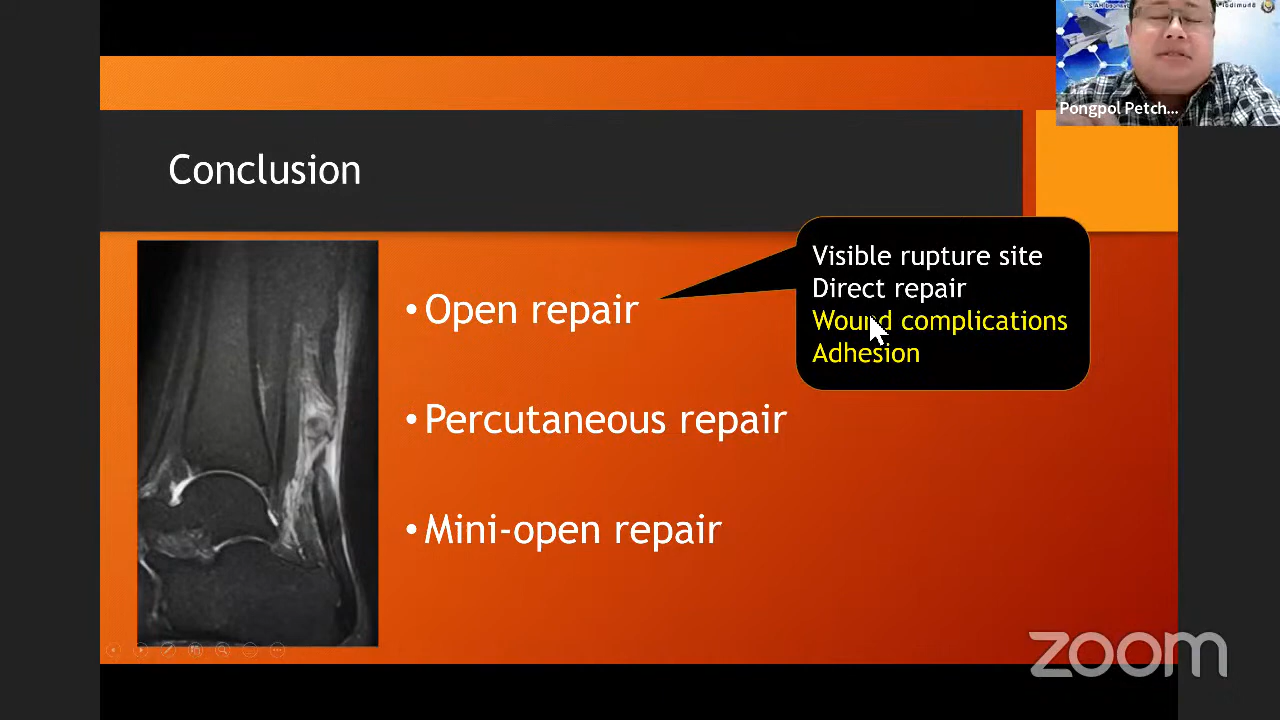 Pongpol Petch...
Conclusion
Visible rupture site
Direct repair
Wound complications
Adhesion
• Open repair
• Percutaneous repair
• Mini-open repair
zoom